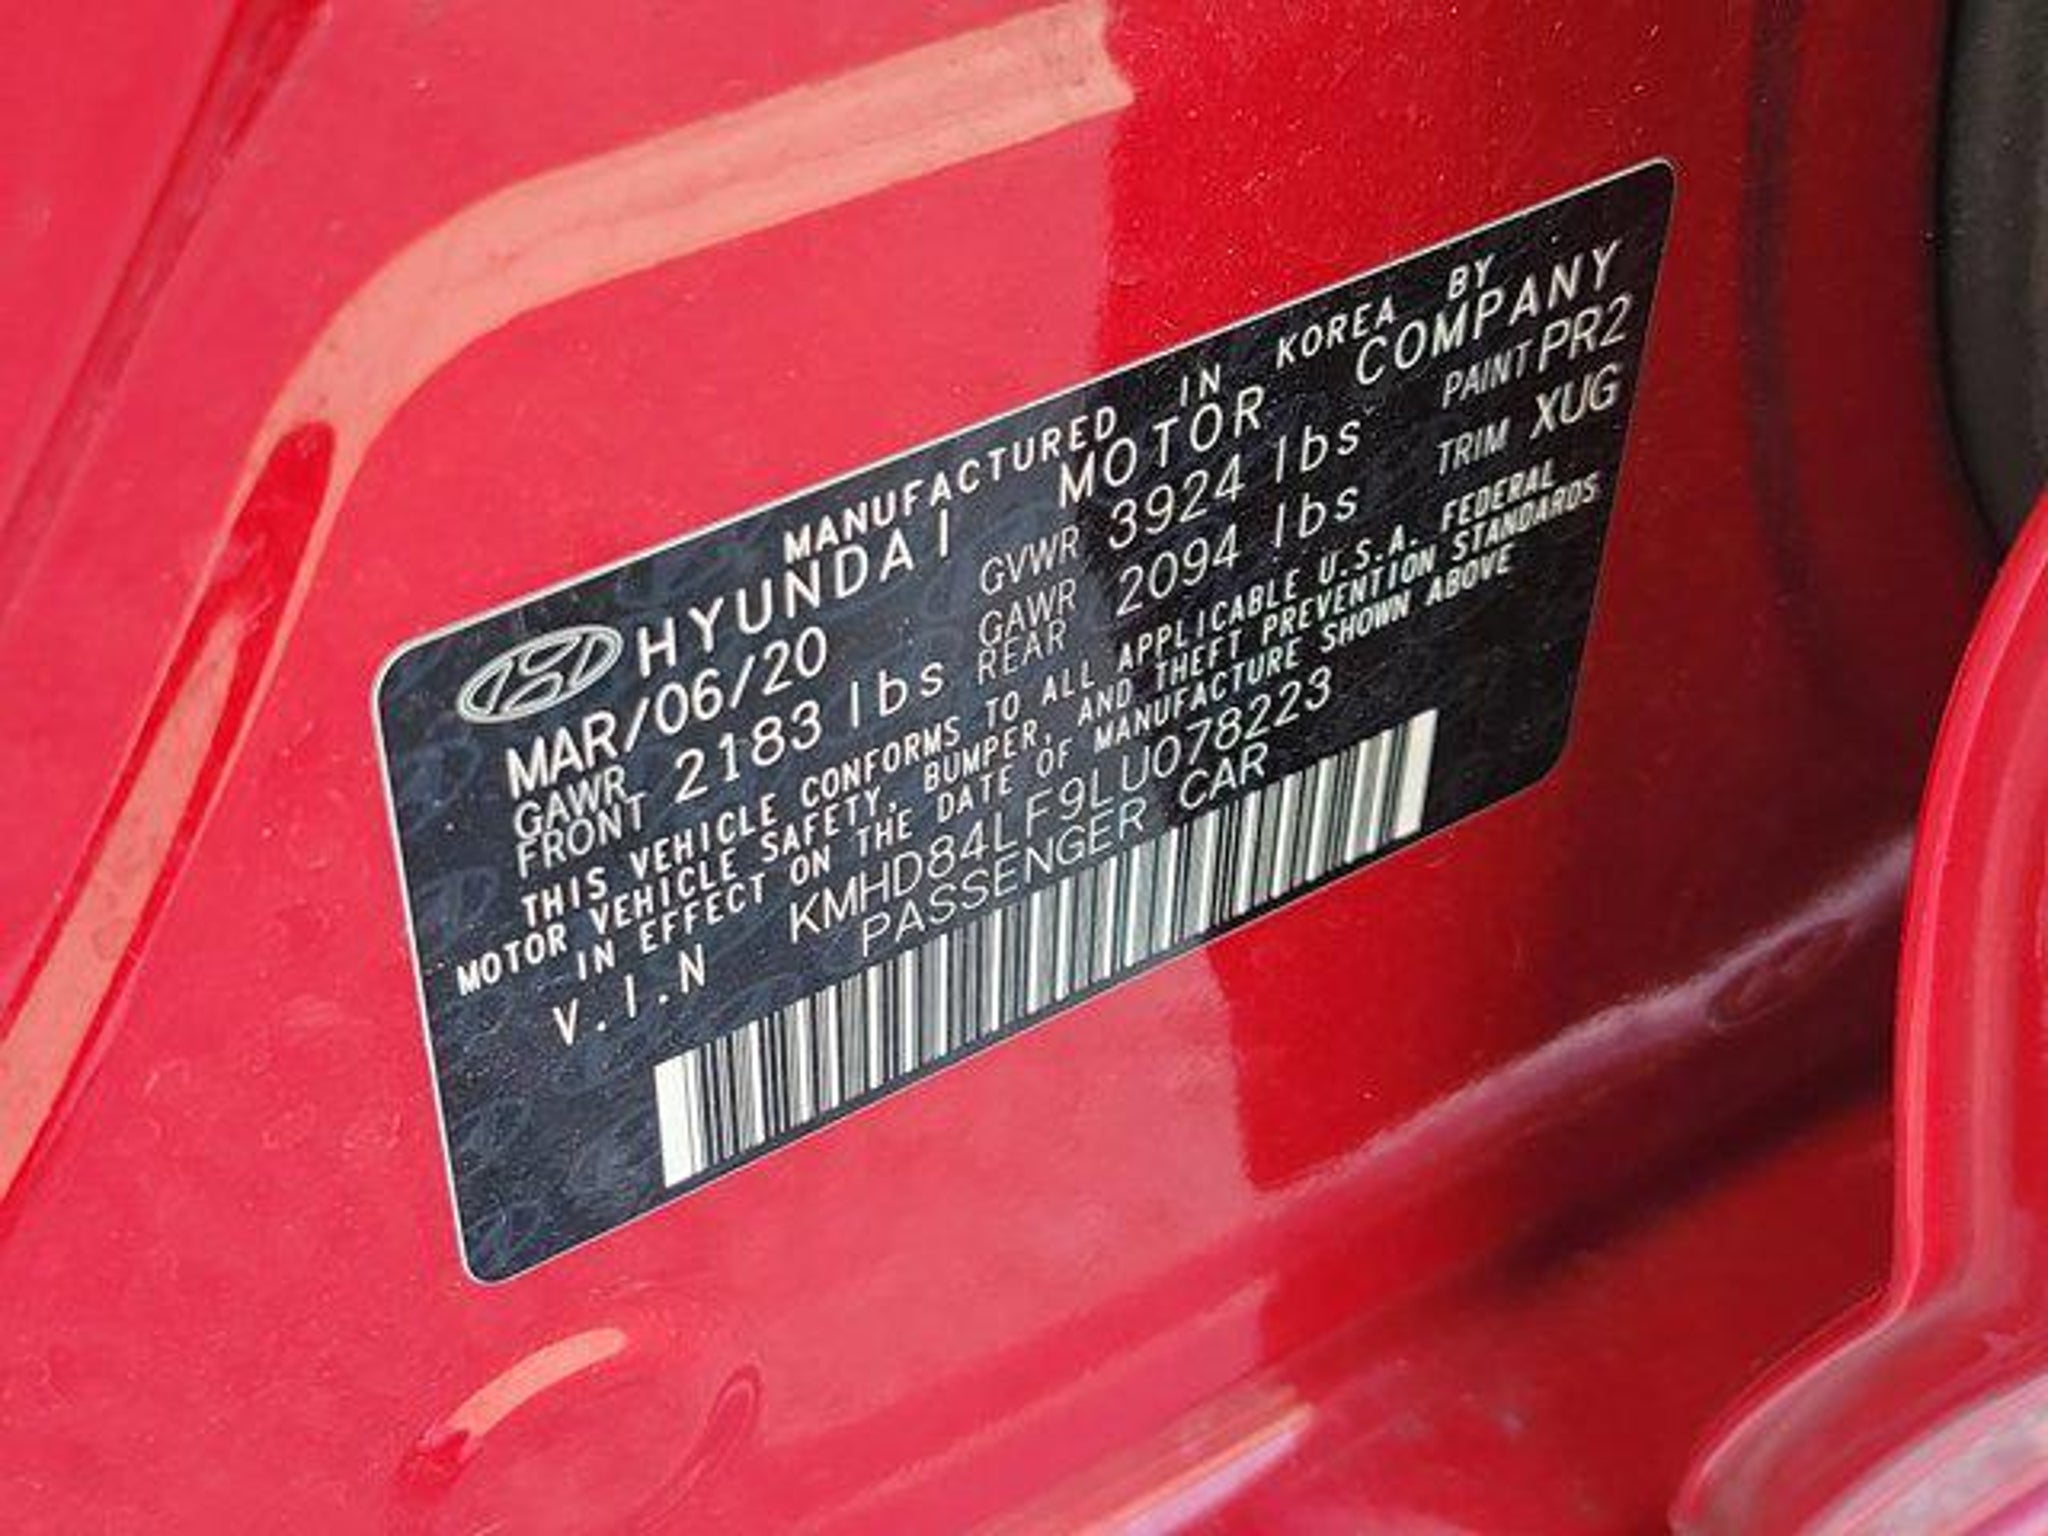 MANUFACTURED IN KOREA BY
HYUNDAI MOTOR COMPANY
MAR/06/20 GVWR 3924 lbs PAINT PR2
GAWR FRONT 2183 lbs GAWR REAR 2094 lbs TRIM XUG
THIS VEHICLE CONFORMS TO ALL APPLICABLE U.S.A. FEDERAL
MOTOR VEHICLE SAFETY, BUMPER, AND THEFT PREVENTION STANDARDS
IN EFFECT ON THE DATE OF MANUFACTURE SHOWN ABOVE
V.I.N KMHD84LF9LU078223
PASSENGER CAR